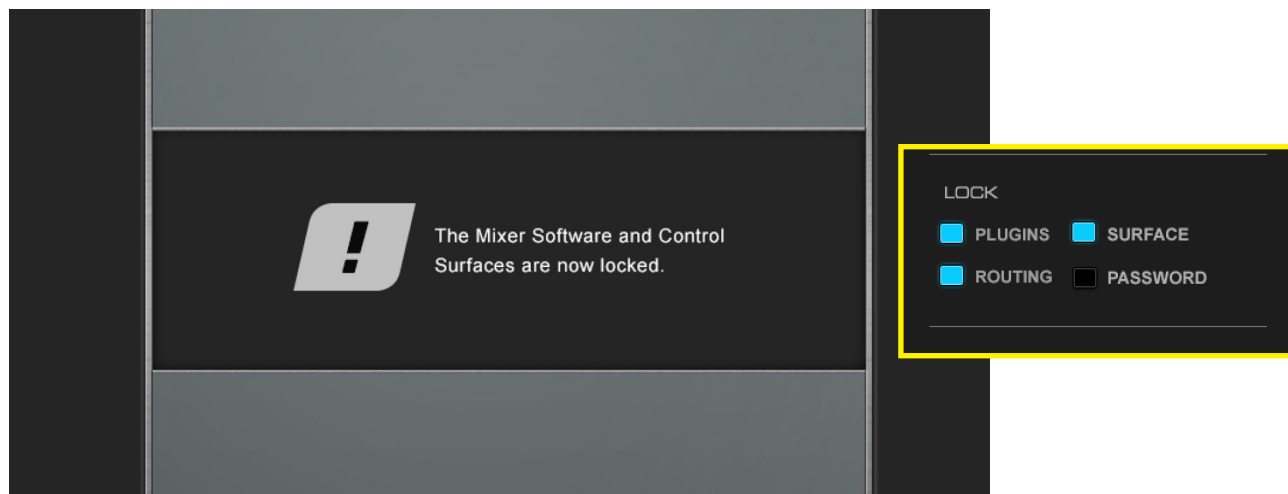 The Mixer Software and Control
Surfaces are now locked.
LOCK
PLUGINS SURFACE
ROUTING PASSWORD